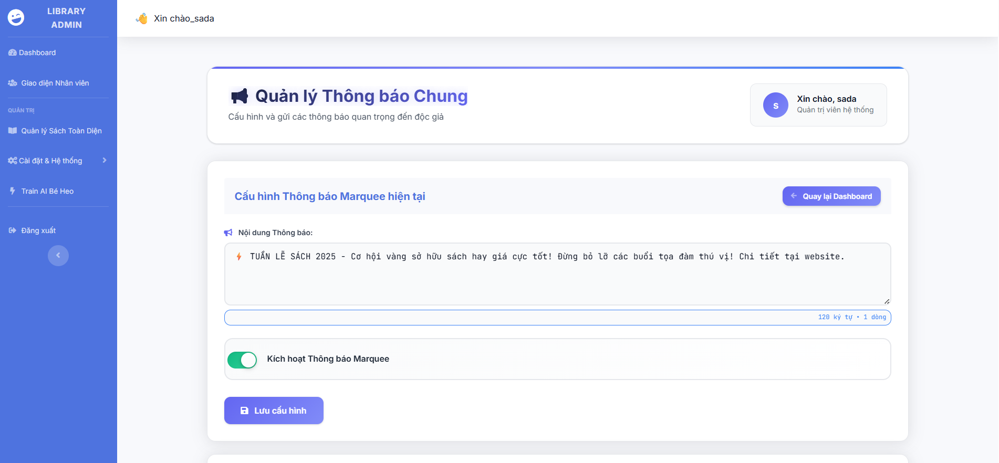 LIBRARY
ADMIN
Dashboard
Giao diện Nhân viên
QUẢN TRỊ
Quản lý Sách Toàn Diện
Cài đặt & Hệ thống
Train AI Bé Heo
Đăng xuất
Xin chào_sada
Quản lý Thông báo Chung
Cấu hình và gửi các thông báo quan trọng đến độc giả
s
Xin chào, sada
Quản trị viên hệ thống
Cấu hình Thông báo Marquee hiện tại
Quay lại Dashboard
Nội dung Thông báo:
TUẦN LỄ SÁCH 2025 - Cơ hội vàng sở hữu sách hay giá cực tốt! Đừng bỏ lỡ các buổi tọa đàm thú vị! Chi tiết tại website.
120 ký tự • 1 dòng
Kích hoạt Thông báo Marquee
Lưu cấu hình